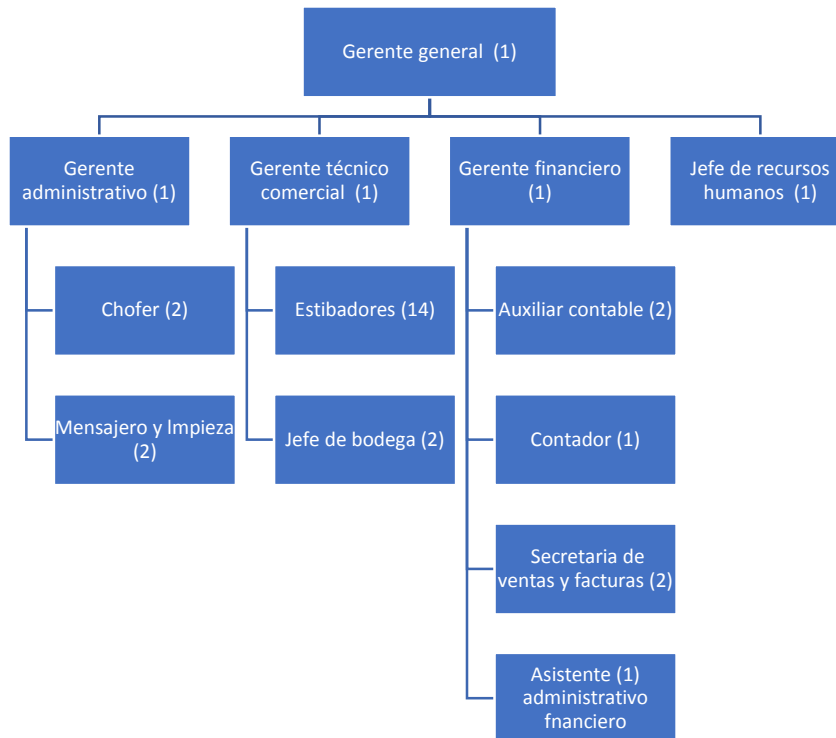 Gerente general  (1)
Gerente
administrativo (1)
Gerente técnico
comercial (1)
Gerente financiero
(1)
Jefe de recursos
humanos  (1)
Chofer (2)
Estibadores (14)
Auxiliar contable (2)
Mensajero y lmpieza
(2)
Jefe de bodega (2)
Contador (1)
Secretaria de
ventas y facturas (2)
Asistente (1)
administrativo
fnanciero